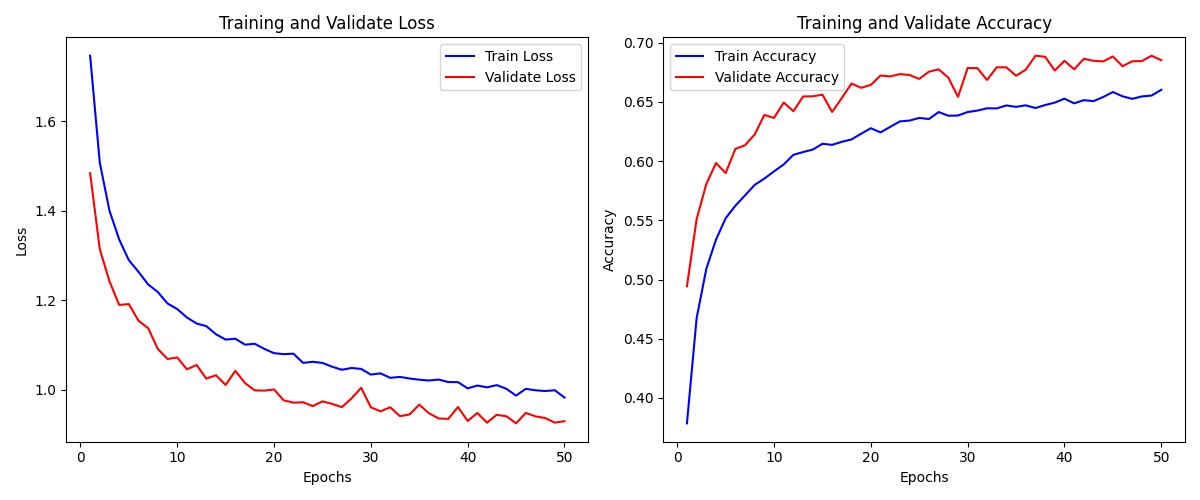 Training and Validate Loss
Train Loss
Validate Loss
1.6
1.4
1.2
1.0
Loss
0
10
20
30
40
50
Epochs
Training and Validate Accuracy
Train Accuracy
Validate Accuracy
0.70
0.65
0.60
0.55
0.50
0.45
0.40
Accuracy
0
10
20
30
40
50
Epochs